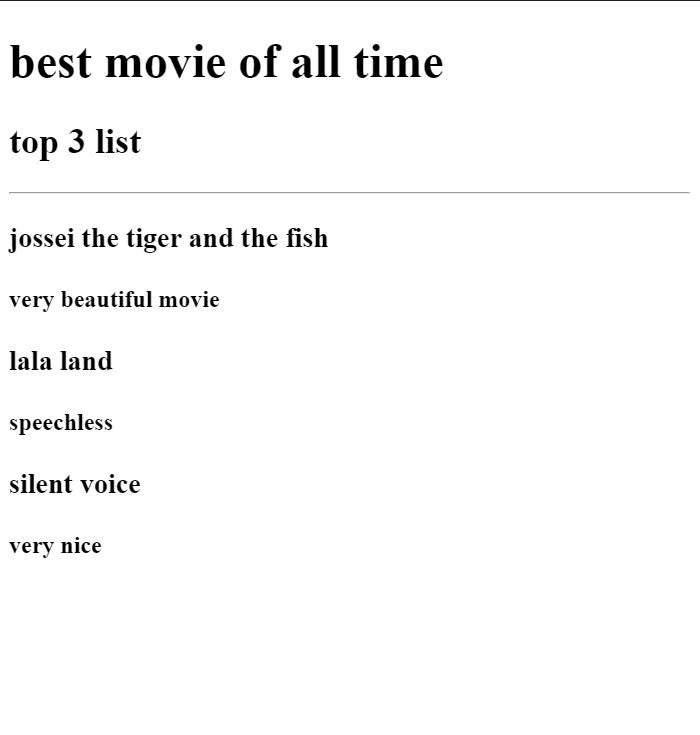 best movie of all time
top 3 list
jossei the tiger and the fish
very beautiful movie
lala land
speechless
silent voice
very nice